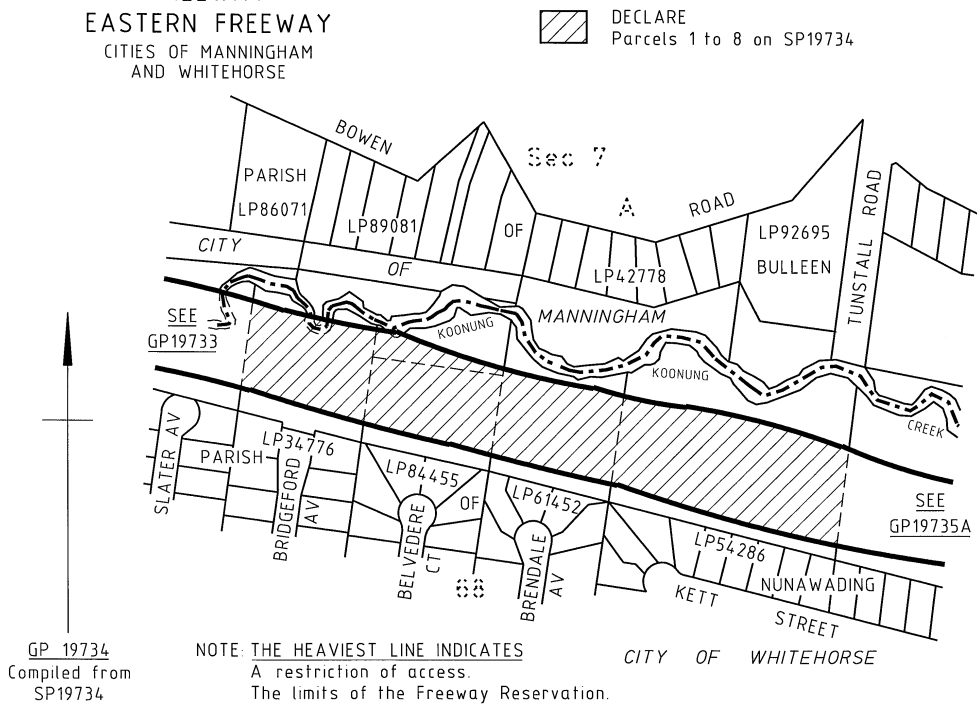 EASTERN FREEWAY
CITIES OF MANNINGHAM
AND WHITEHORSE
DECLARE
Parcels 1 to 8 on SP19734
BOWEN
Sec 7
PARISH
LP86071
LP89081
A
ROAD
OF
LP42778
LP92695
BULLEEN
TUNSTALL ROAD
CITY
OF
MANNINGHAM
KOONUNG
KOONUNG
CREEK
SEE
GP19733
SEE
GP19735A
SLATER AV
PARISH
LP34776
BRIDGEFORD
AV
LP84455
OF
BELVEDERE
CT
68
LP61452
BRENDALE
AV
LP54286
NUNAWADING
KETT
STREET
CITY OF WHITEHORSE
GP 19734
Compiled from
SP19734
NOTE: THE HEAVIEST LINE INDICATES
A restriction of access.
The limits of the Freeway Reservation.